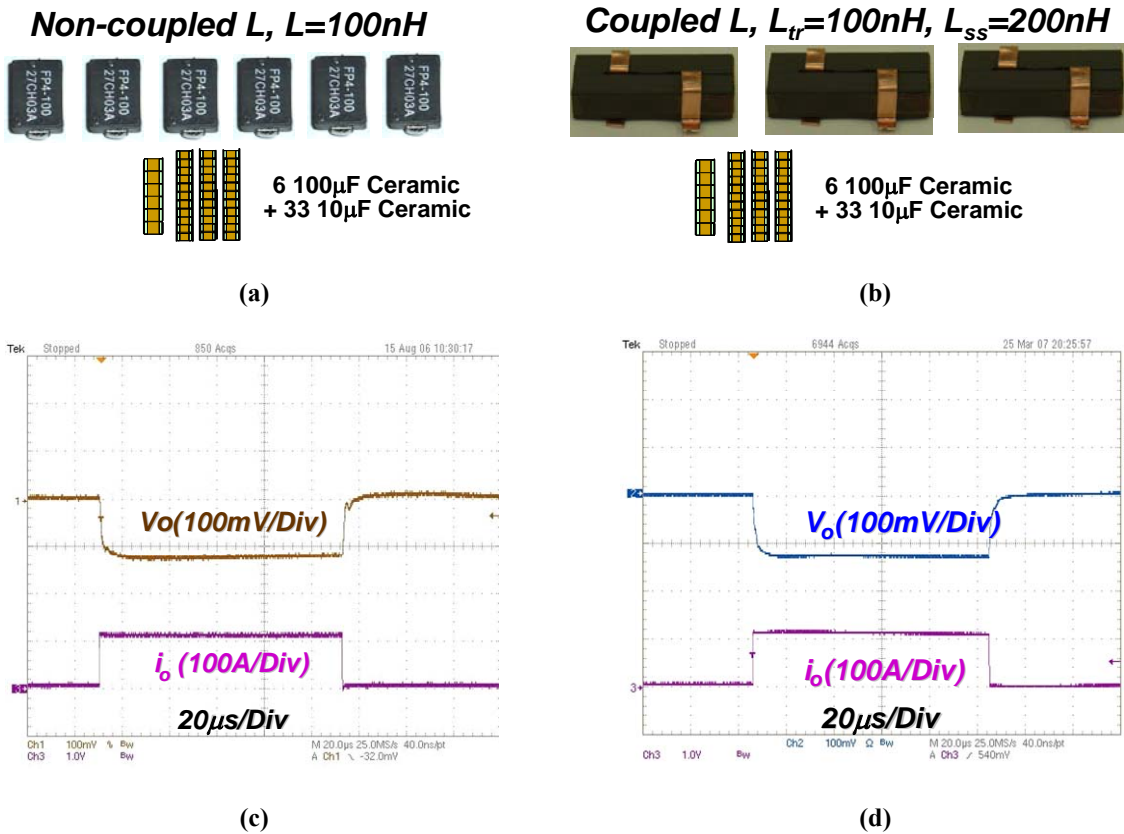 Non-coupled L, L=100nH
FP4-100
27CH03A
FP4-100
27CH03A
FP4-100
27CH03A
FP4-100
27CH03A
FP4-100
27CH03A
FP4-100
27CH03A
6 100μF Ceramic
+ 33 10μF Ceramic
(a)
Coupled L, Ltr=100nH, Lss=200nH
6 100μF Ceramic
+ 33 10μF Ceramic
(b)
Tek Stopped 850 Acqs 15 Aug 06 10:30:17
1
T
Vo(100mV/Div)
io (100A/Div)
3
20μs/Div
Ch1 100mV % Bw M 20.0μs 25.0MS/s 40.0ns/pt
Ch3 1.0V Bw A Ch1 \ -32.0mV
(c)
Tek Stopped 6944 Acqs 25 Mar 07 20:25:57
2
Vo(100mV/Div)
T
io(100A/Div)
3
20μs/Div
Ch2 100mV Ω Bw M 20.0μs 25.0MS/s 40.0ns/pt
Ch3 1.0V Bw A Ch3 / 540mV
(d)